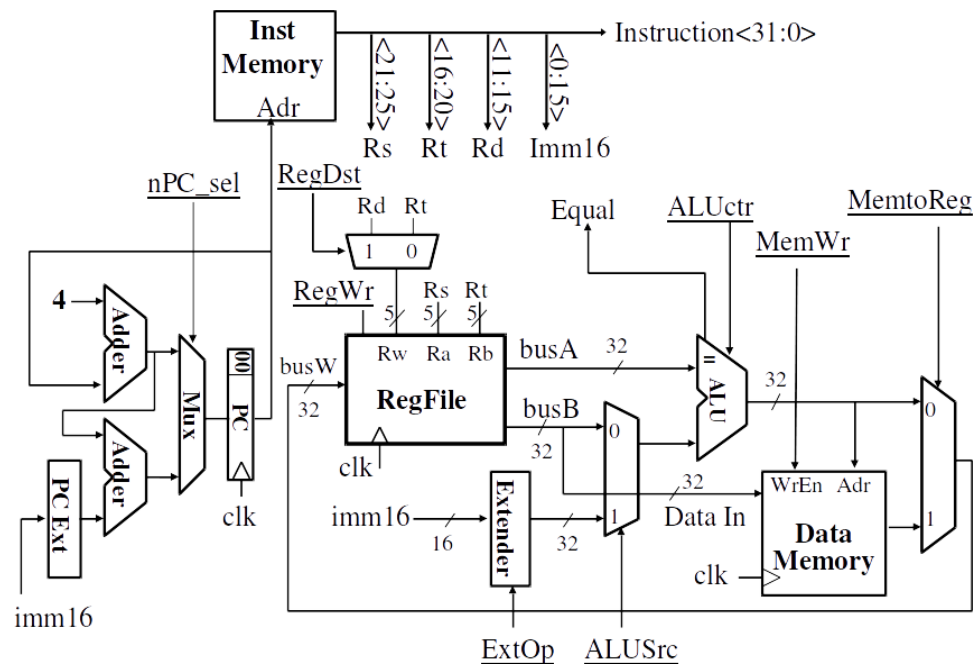 Inst
Memory
Adr
Instruction<31:0>
<21:25>
<16:20>
<11:15>
<0:15>
Rs
Rt
Rd
Imm16
nPC_sel
RegDst
Rd
Rt
1
0
Equal
ALUctr
MemWr
MemtoReg
4
Adder
RegWr
5
Rs
5
Rt
5
Rw
Ra
Rb
RegFile
busW
32
clk
busA
32
busB
32
=
ALU
32
0
1
0
1
Mux
00
PC
clk
Adder
PC Ext
imm16
imm16
16
Extender
32
ExtOp
ALUSrc
32
Data In
WrEn
Adr
Data
Memory
clk